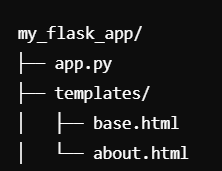 my_flask_app/
├── app.py
├── templates/
│   ├── base.html
│   └── about.html